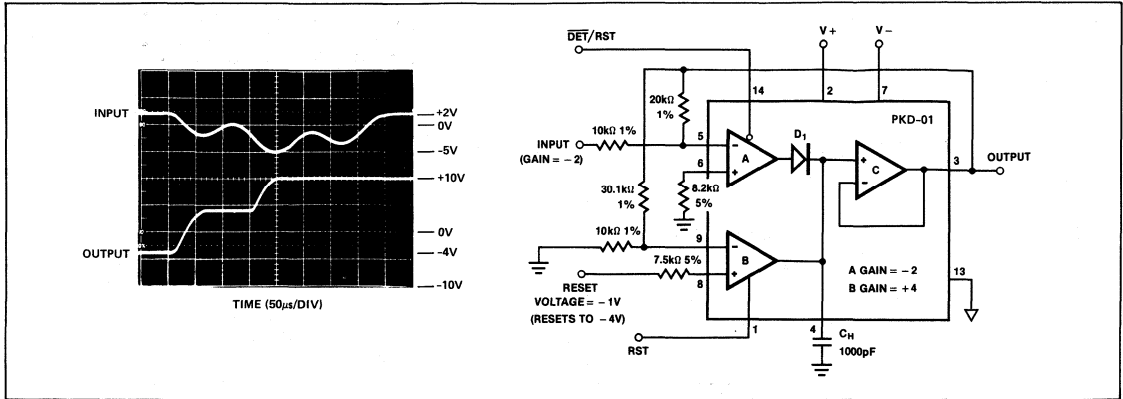 INPUT
+2V
0V
−5V
+10V
0V
OUTPUT
−4V
−10V
TIME (50μs/DIV)
DET/RST
V+
V−
14
2
7
PKD-01
20kΩ
1%
10kΩ 1%
5
INPUT
(GAIN = −2)
−
A
+
6
D1
+
C
−
3
OUTPUT
30.1kΩ
1%
8.2kΩ
5%
10kΩ 1%
9
−
B
+
7.5kΩ 5%
8
RESET
VOLTAGE = −1V
(RESETS TO −4V)
1
RST
4
CH
1000pF
A GAIN = −2
B GAIN = +4
13